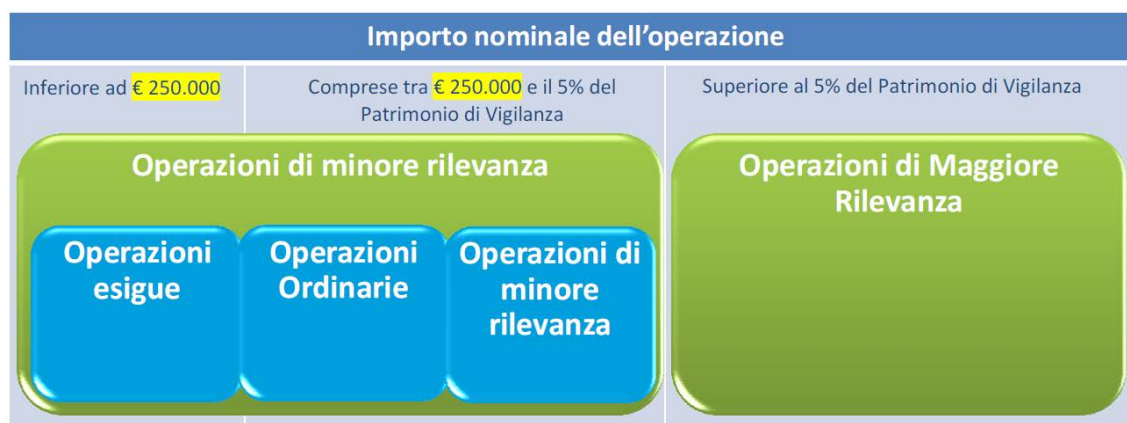 Importo nominale dell'operazione
Inferiore ad € 250.000
Comprese tra € 250.000 e il 5% del
Patrimonio di Vigilanza
Superiore al 5% del Patrimonio di Vigilanza
Operazioni di minore rilevanza
Operazioni
esigue
Operazioni
Ordinarie
Operazioni di
minore
rilevanza
Operazioni di Maggiore
Rilevanza